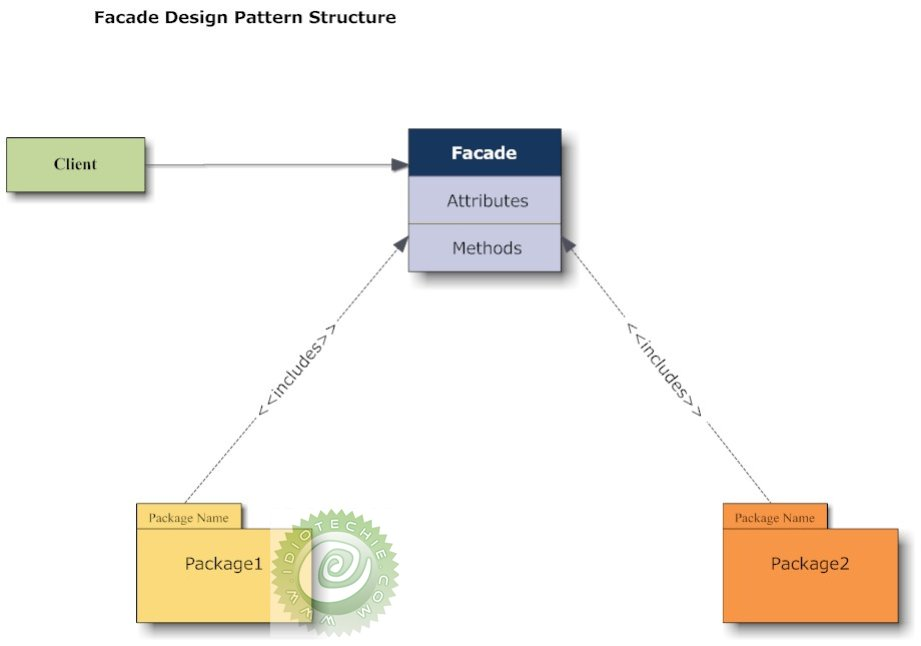 Facade Design Pattern Structure
Client
Facade
Attributes
Methods
<<includes>>
<<includes>>
Package Name
Package1
Package Name
Package2
WWW.IDIOTECHIE.COM